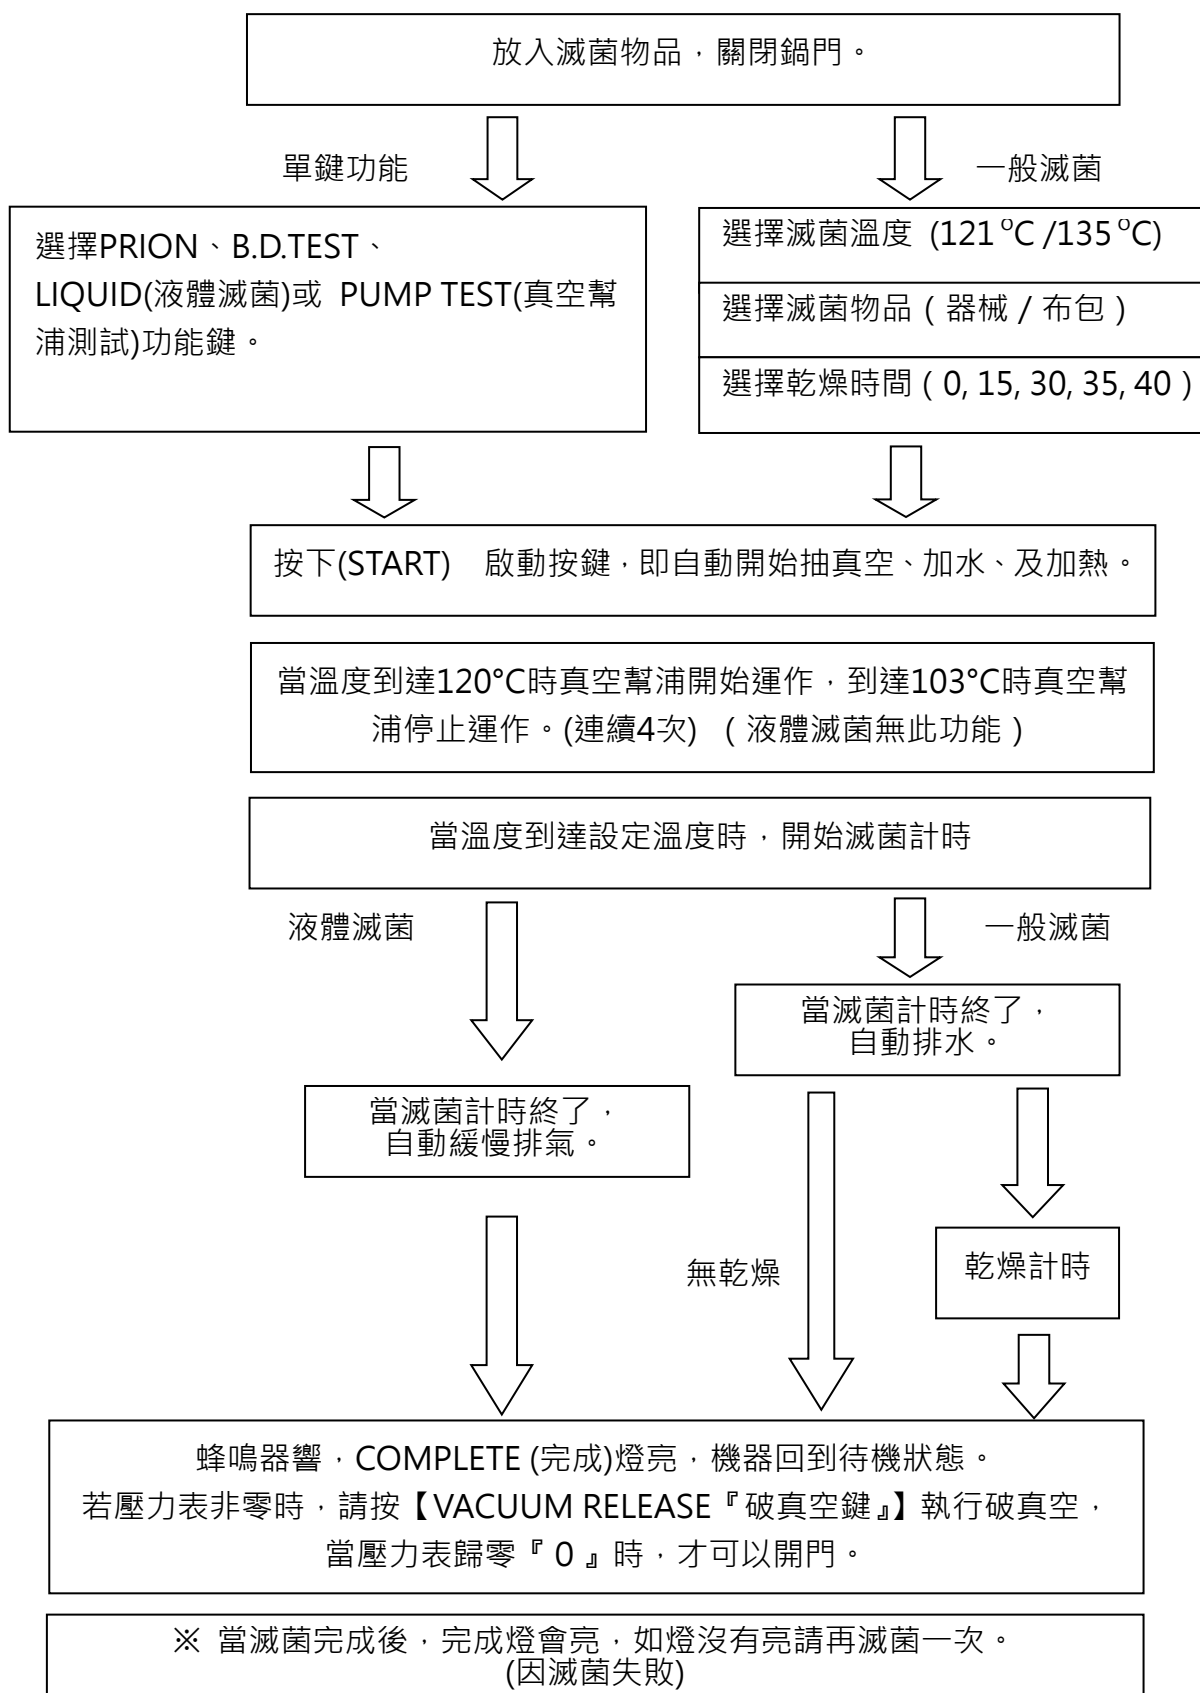 放入滅菌物品，關閉鍋門。
單鍵功能
一般滅菌
選擇PRION、B.D.TEST、
LIQUID(液體滅菌)或 PUMP TEST(真空幫
浦測試)功能鍵。
選擇滅菌溫度 (121 ℃ /135 ℃)
選擇滅菌物品（器械 / 布包）
選擇乾燥時間（0, 15, 30, 35, 40）
按下(START) 啟動按鍵，即自動開始抽真空、加水、及加熱。
當溫度到達120°C時真空幫浦開始運作，到達103°C時真空幫
浦停止運作。(連續4次) （液體滅菌無此功能）
當溫度到達設定溫度時，開始滅菌計時
液體滅菌
一般滅菌
當滅菌計時終了，
自動排水。
當滅菌計時終了，
自動緩慢排氣。
無乾燥
乾燥計時
蜂鳴器響，COMPLETE (完成)燈亮，機器回到待機狀態。
若壓力表非零時，請按【VACUUM RELEASE『破真空鍵』】執行破真空，
當壓力表歸零『0』時，才可以開門。
※ 當滅菌完成後，完成燈會亮，如燈沒有亮請再滅菌一次。
(因滅菌失敗)